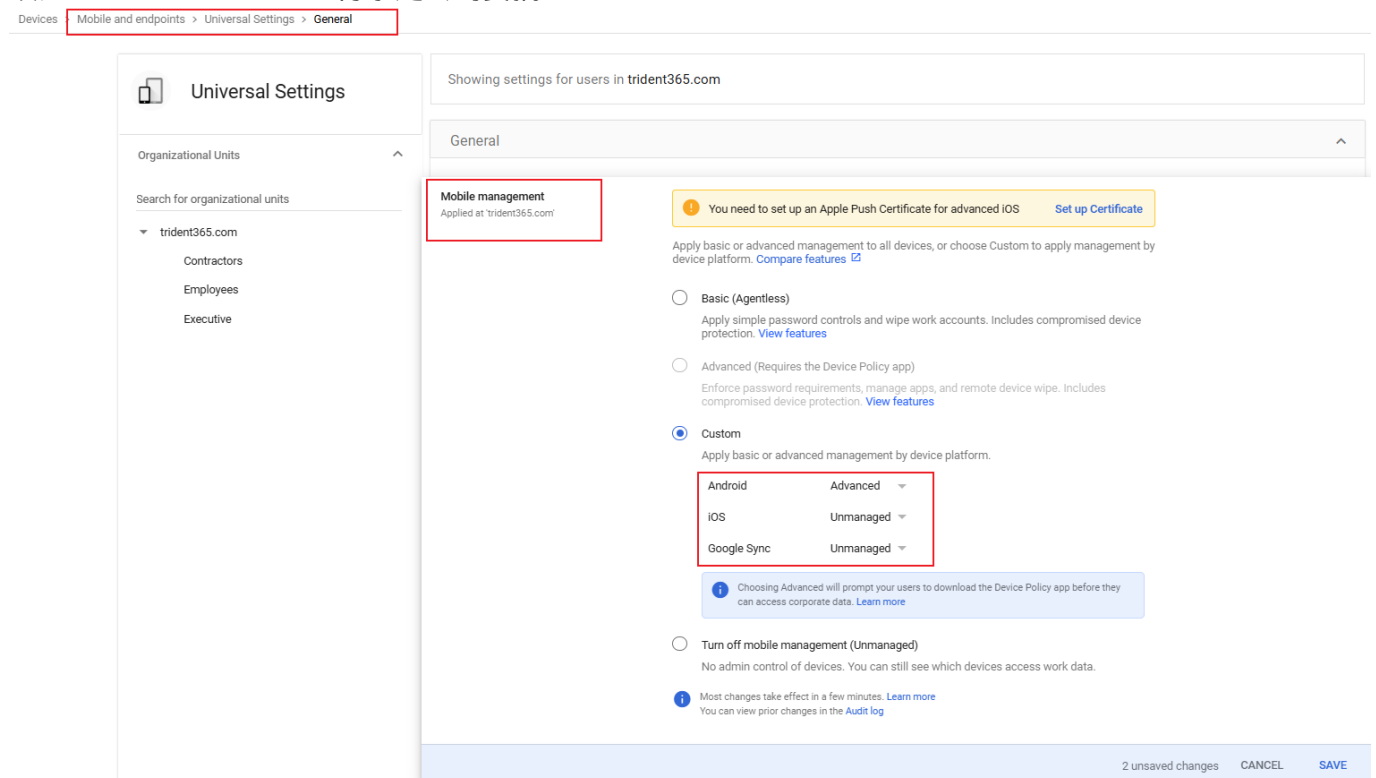 Devices > Mobile and endpoints > Universal Settings > General
Universal Settings
Showing settings for users in trident365.com
General
Organizational Units
Search for organizational units
trident365.com
Contractors
Employees
Executive
Mobile management
Applied at 'trident365.com'
You need to set up an Apple Push Certificate for advanced iOS Set up Certificate
Apply basic or advanced management to all devices, or choose Custom to apply management by
device platform. Compare features
Basic (Agentless)
Apply simple password controls and wipe work accounts. Includes compromised device
protection. View features
Advanced (Requires the Device Policy app)
Enforce password requirements, manage apps, and remote device wipe. Includes
compromised device protection. View features
Custom
Apply basic or advanced management by device platform.
Android Advanced
iOS Unmanaged
Google Sync Unmanaged
Choosing Advanced will prompt your users to download the Device Policy app before they
can access corporate data. Learn more
Turn off mobile management (Unmanaged)
No admin control of devices. You can still see which devices access work data.
Most changes take effect in a few minutes. Learn more
You can view prior changes in the Audit log
2 unsaved changes CANCEL SAVE